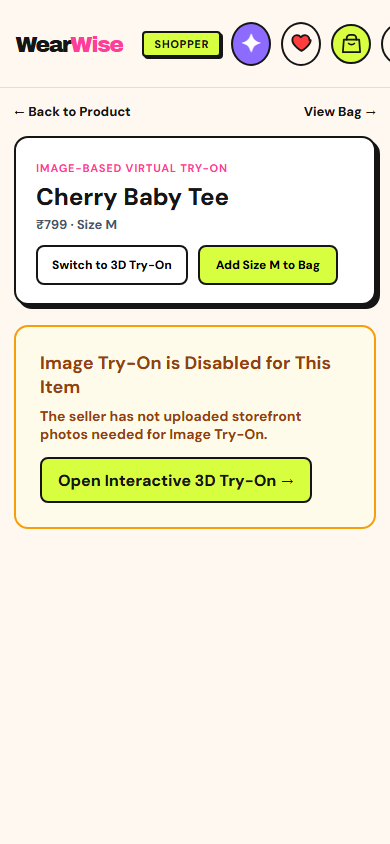 WearWise
SHOPPER
← Back to Product
View Bag →
IMAGE-BASED VIRTUAL TRY-ON
Cherry Baby Tee
₹799 · Size M
Switch to 3D Try-On
Add Size M to Bag
Image Try-On is Disabled for This
Item
The seller has not uploaded storefront
photos needed for Image Try-On.
Open Interactive 3D Try-On →